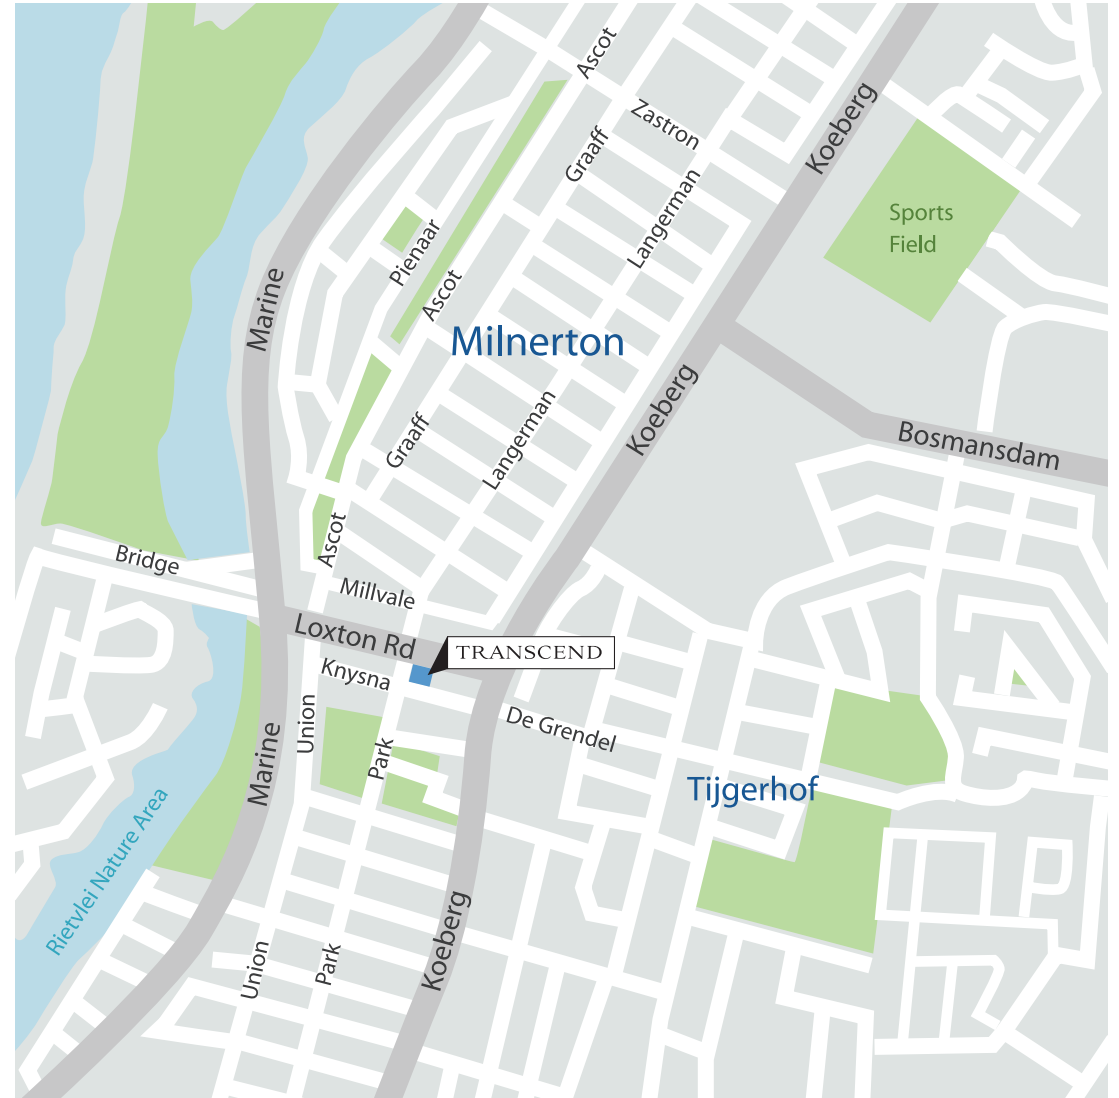 Ascot
Zastron
Koeberg
Graaff
Langerman
Sports
Field
Pienaar
Ascot
Marine
Milnerton
Koeberg
Langerman
Graaff
Bosmansdam
Ascot
Bridge
Millvale
Loxton Rd
TRANSCEND
Knysna
Union
De Grendel
Park
Marine
Tijgerhof
Rietvlei Nature Area
Koeberg
Union
Park